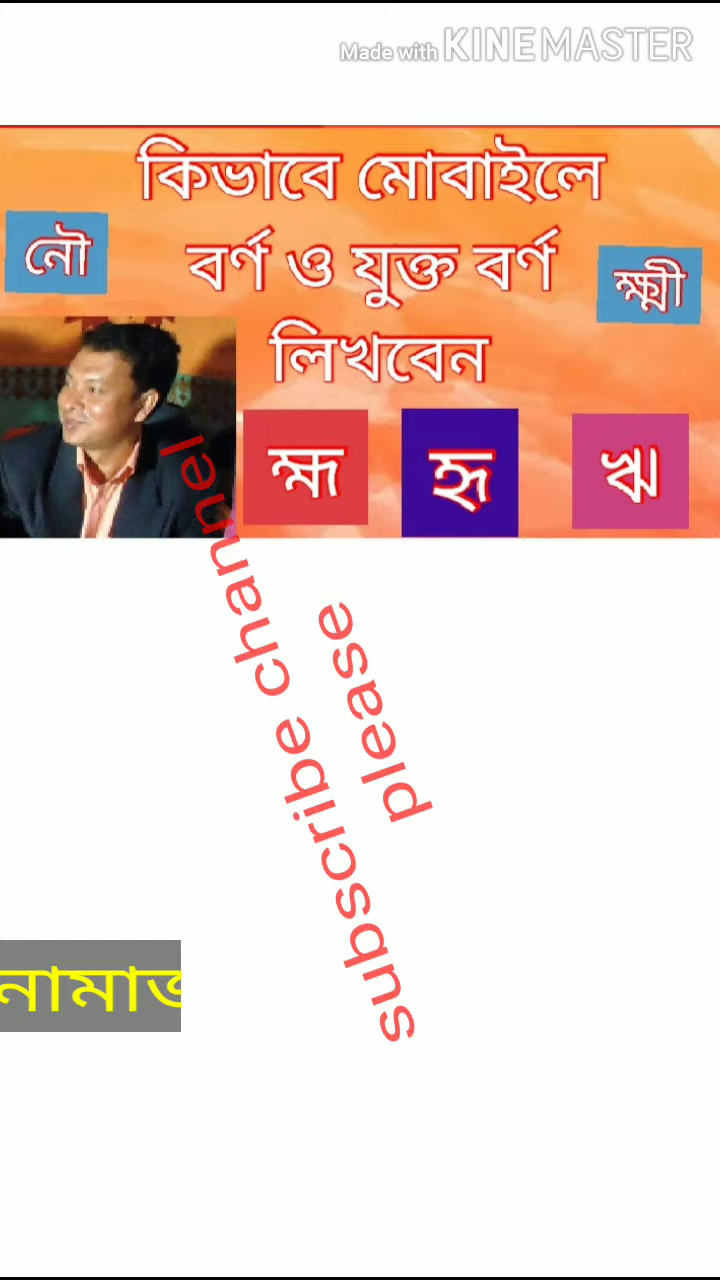 Made with KINEMASTER
কিভাবে মোবাইলে
নৌ
বর্ণ ও যুক্ত বর্ণ
ক্ষ্মী
লিখবেন
হ্ম
হৃ
ঋ
please
subscribe channel